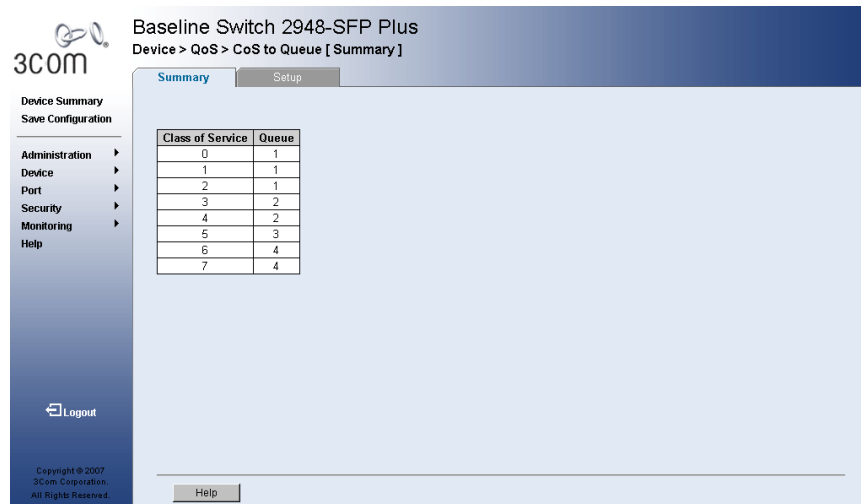 3COM
Baseline Switch 2948-SFP Plus
Device > QoS > CoS to Queue [ Summary ]
Summary Setup
Device Summary
Save Configuration
Administration
Device
Port
Security
Monitoring
Help
Class of Service Queue
0 1
1 1
2 1
3 2
4 2
5 3
6 4
7 4
Logout
Copyright © 2007
3Com Corporation.
All Rights Reserved.
Help